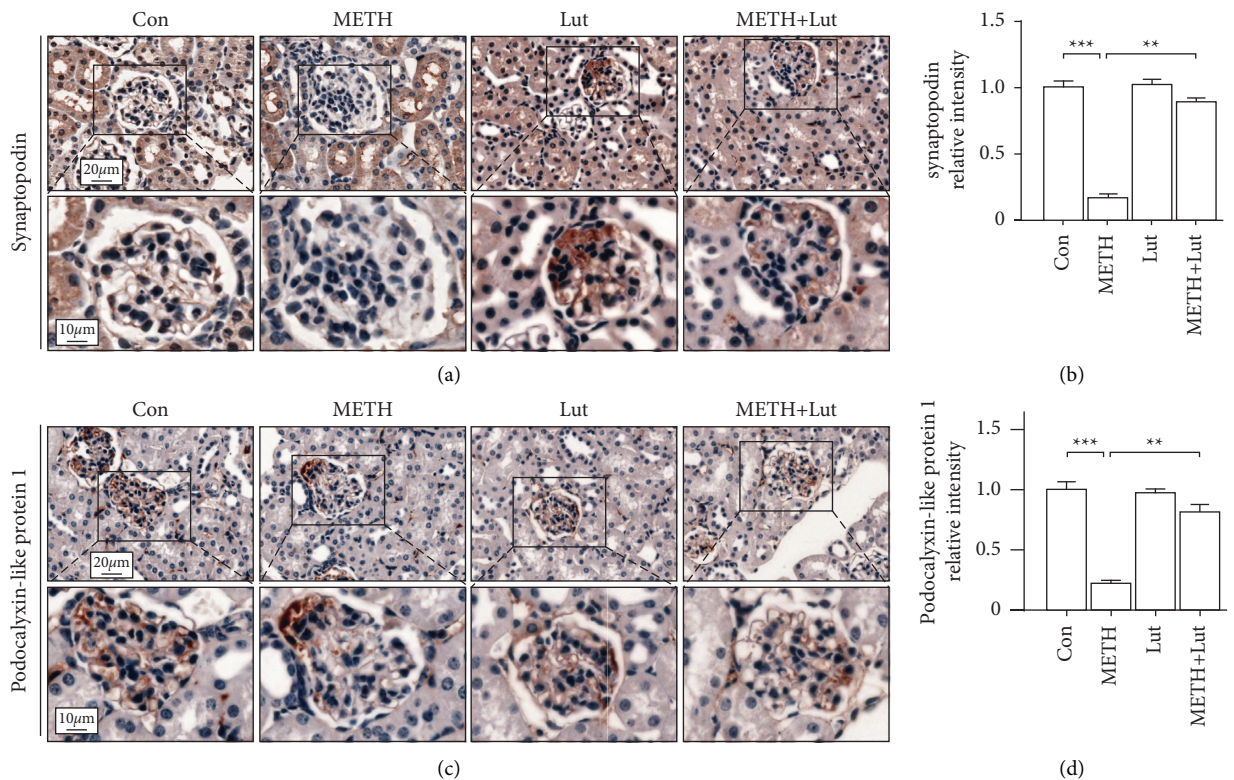 Con METH Lut METH+Lut
Synaptopodin
20μm
10μm
(a)
synaptopodin
relative intensity
1.5
1.0
0.5
0
*** **
Con
METH
Lut
METH+Lut
(b)
Con METH Lut METH+Lut
Podocalyxin-like protein 1
20μm
10μm
(c)
Podocalyxin-like protein 1
relative intensity
1.5
1.0
0.5
0
*** **
Con
METH
Lut
METH+Lut
(d)